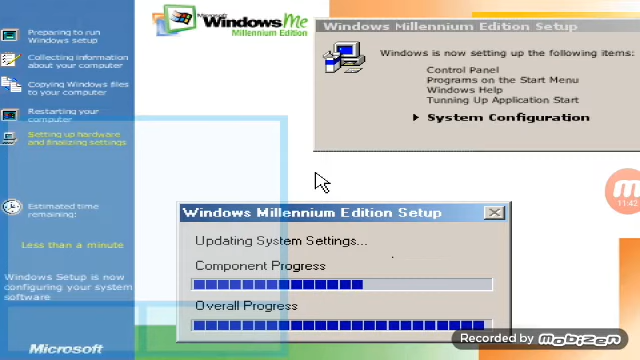 Preparing to run
Windows setup
Collecting information
about your computer
Copying Windows files
to your computer
Restarting your
computer
Setting up hardware
and finalizing settings
Estimated time
remaining:
Less than a minute
Windows Setup is now
configuring your system
software
Microsoft
Microsoft
Windows Me
Millennium Edition
Windows Millennium Edition Setup
Windows is now setting up the following items:
Control Panel
Programs on the Start Menu
Windows Help
Tunning Up Application Start
System Configuration
11:42
Windows Millennium Edition Setup
Updating System Settings...
Component Progress
Overall Progress
Recorded by mobizen